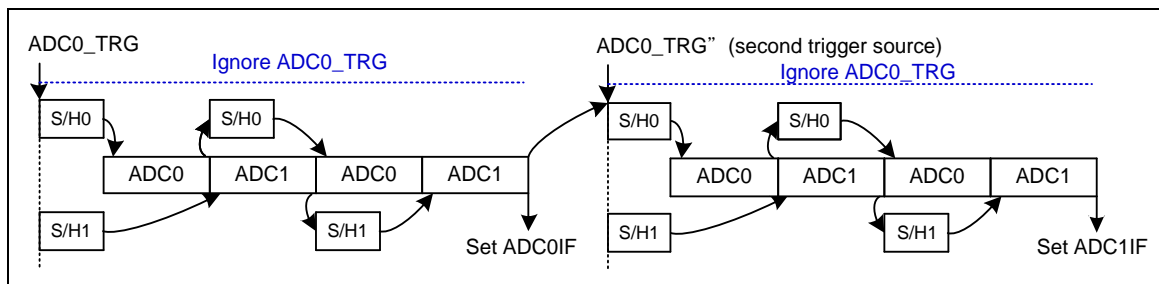 ADC0_TRG
Ignore ADC0_TRG
S/H0
S/H0
ADC0
ADC1
ADC0
ADC1
S/H1
S/H1
Set ADC0IF
ADC0_TRG” (second trigger source)
Ignore ADC0_TRG
S/H0
S/H0
ADC0
ADC1
ADC0
ADC1
S/H1
S/H1
Set ADC1IF